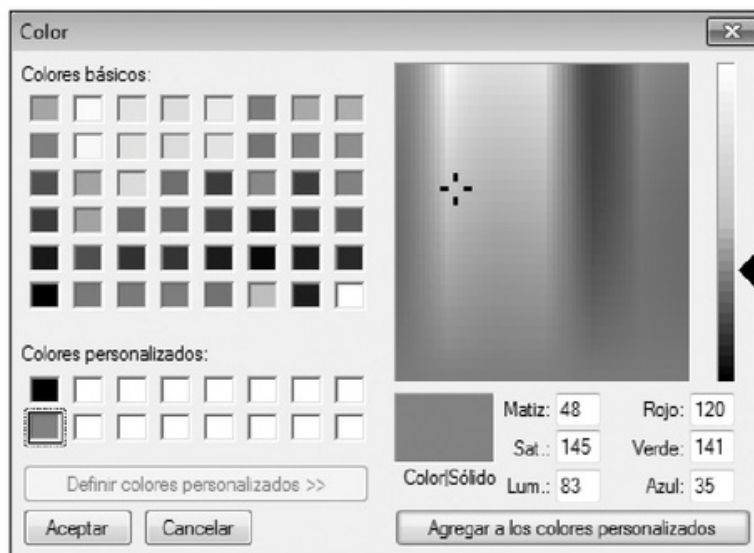 Color
Colores básicos:
Colores personalizados:
Definir colores personalizados >>
Aceptar
Cancelar
Color|Sólido
Matiz: 48
Sat.: 145
Lum.: 83
Rojo: 120
Verde: 141
Azul: 35
Agregar a los colores personalizados